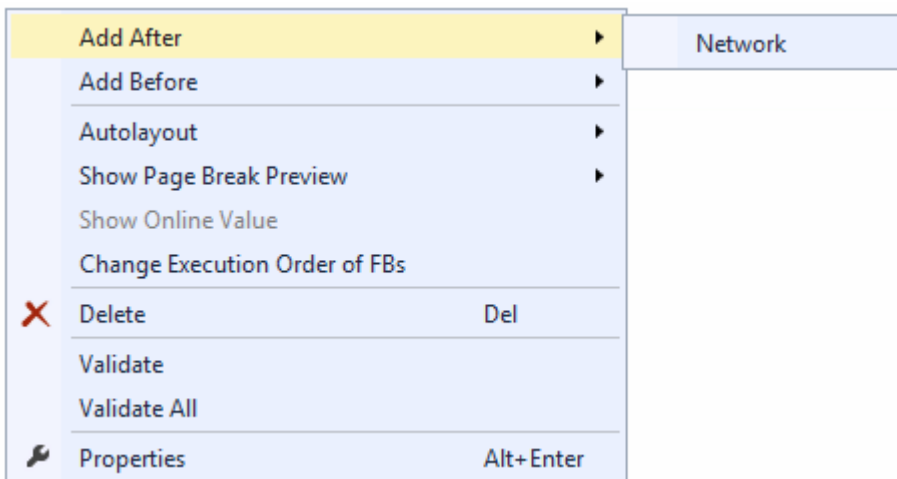 Add After
Network
Add Before
Autolayout
Show Page Break Preview
Show Online Value
Change Execution Order of FBs
Delete Del
Validate
Validate All
Properties Alt+Enter